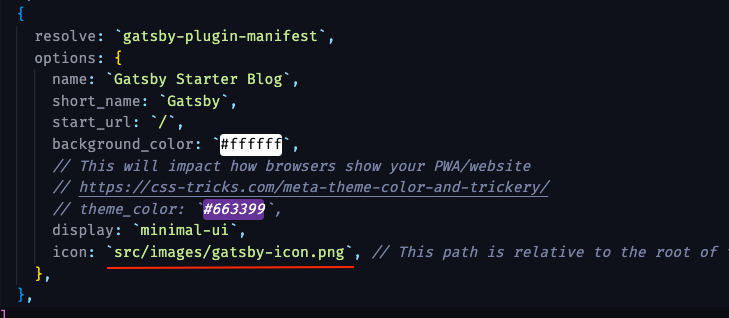 {
resolve: `gatsby-plugin-manifest`,
options: {
name: `Gatsby Starter Blog`,
short_name: `Gatsby`,
start_url: `/`,
background_color: `#ffffff`,
// This will impact how browsers show your PWA/website
// https://css-tricks.com/meta-theme-color-and-trickery/
// theme_color: `#663399`,
display: `minimal-ui`,
icon: `src/images/gatsby-icon.png`, // This path is relative to the root of
},
},
]